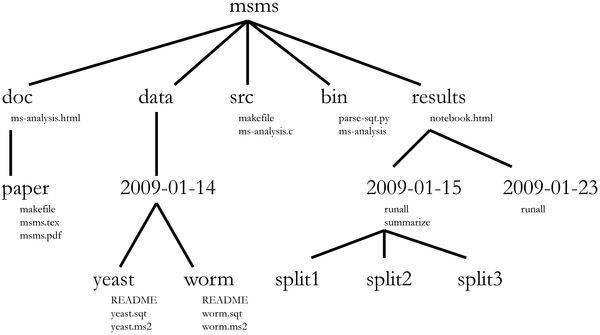 msms
doc data src bin results
ms-analysis.html makefile parse-sqt.py notebook.html
ms-analysis.c ms-analysis
paper 2009-01-14 2009-01-15 2009-01-23
makefile runall runall
msms.tex summarize
msms.pdf
yeast worm split1 split2 split3
README README
yeast.sqt worm.sqt
yeast.ms2 worm.ms2